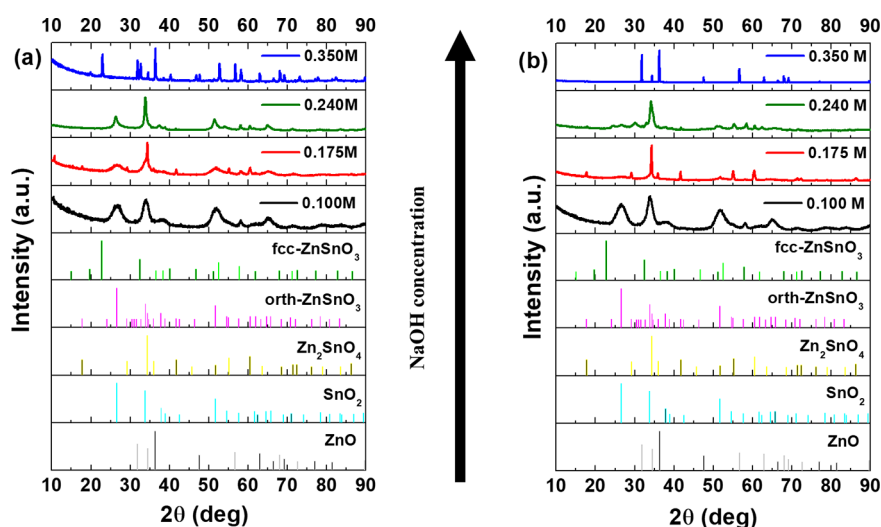 10 20 30 40 50 60 70 80 90
(a)
0.350M
0.240M
0.175M
0.100M
fcc-ZnSnO3
orth-ZnSnO3
Zn2SnO4
SnO2
ZnO
Intensity (a.u.)
10 20 30 40 50 60 70 80 90
2θ (deg)
NaOH concentration
10 20 30 40 50 60 70 80 90
(b)
0.350 M
0.240 M
0.175 M
0.100 M
fcc-ZnSnO3
orth-ZnSnO3
Zn2SnO4
SnO2
ZnO
Intensity (a.u.)
10 20 30 40 50 60 70 80 90
2θ (deg)